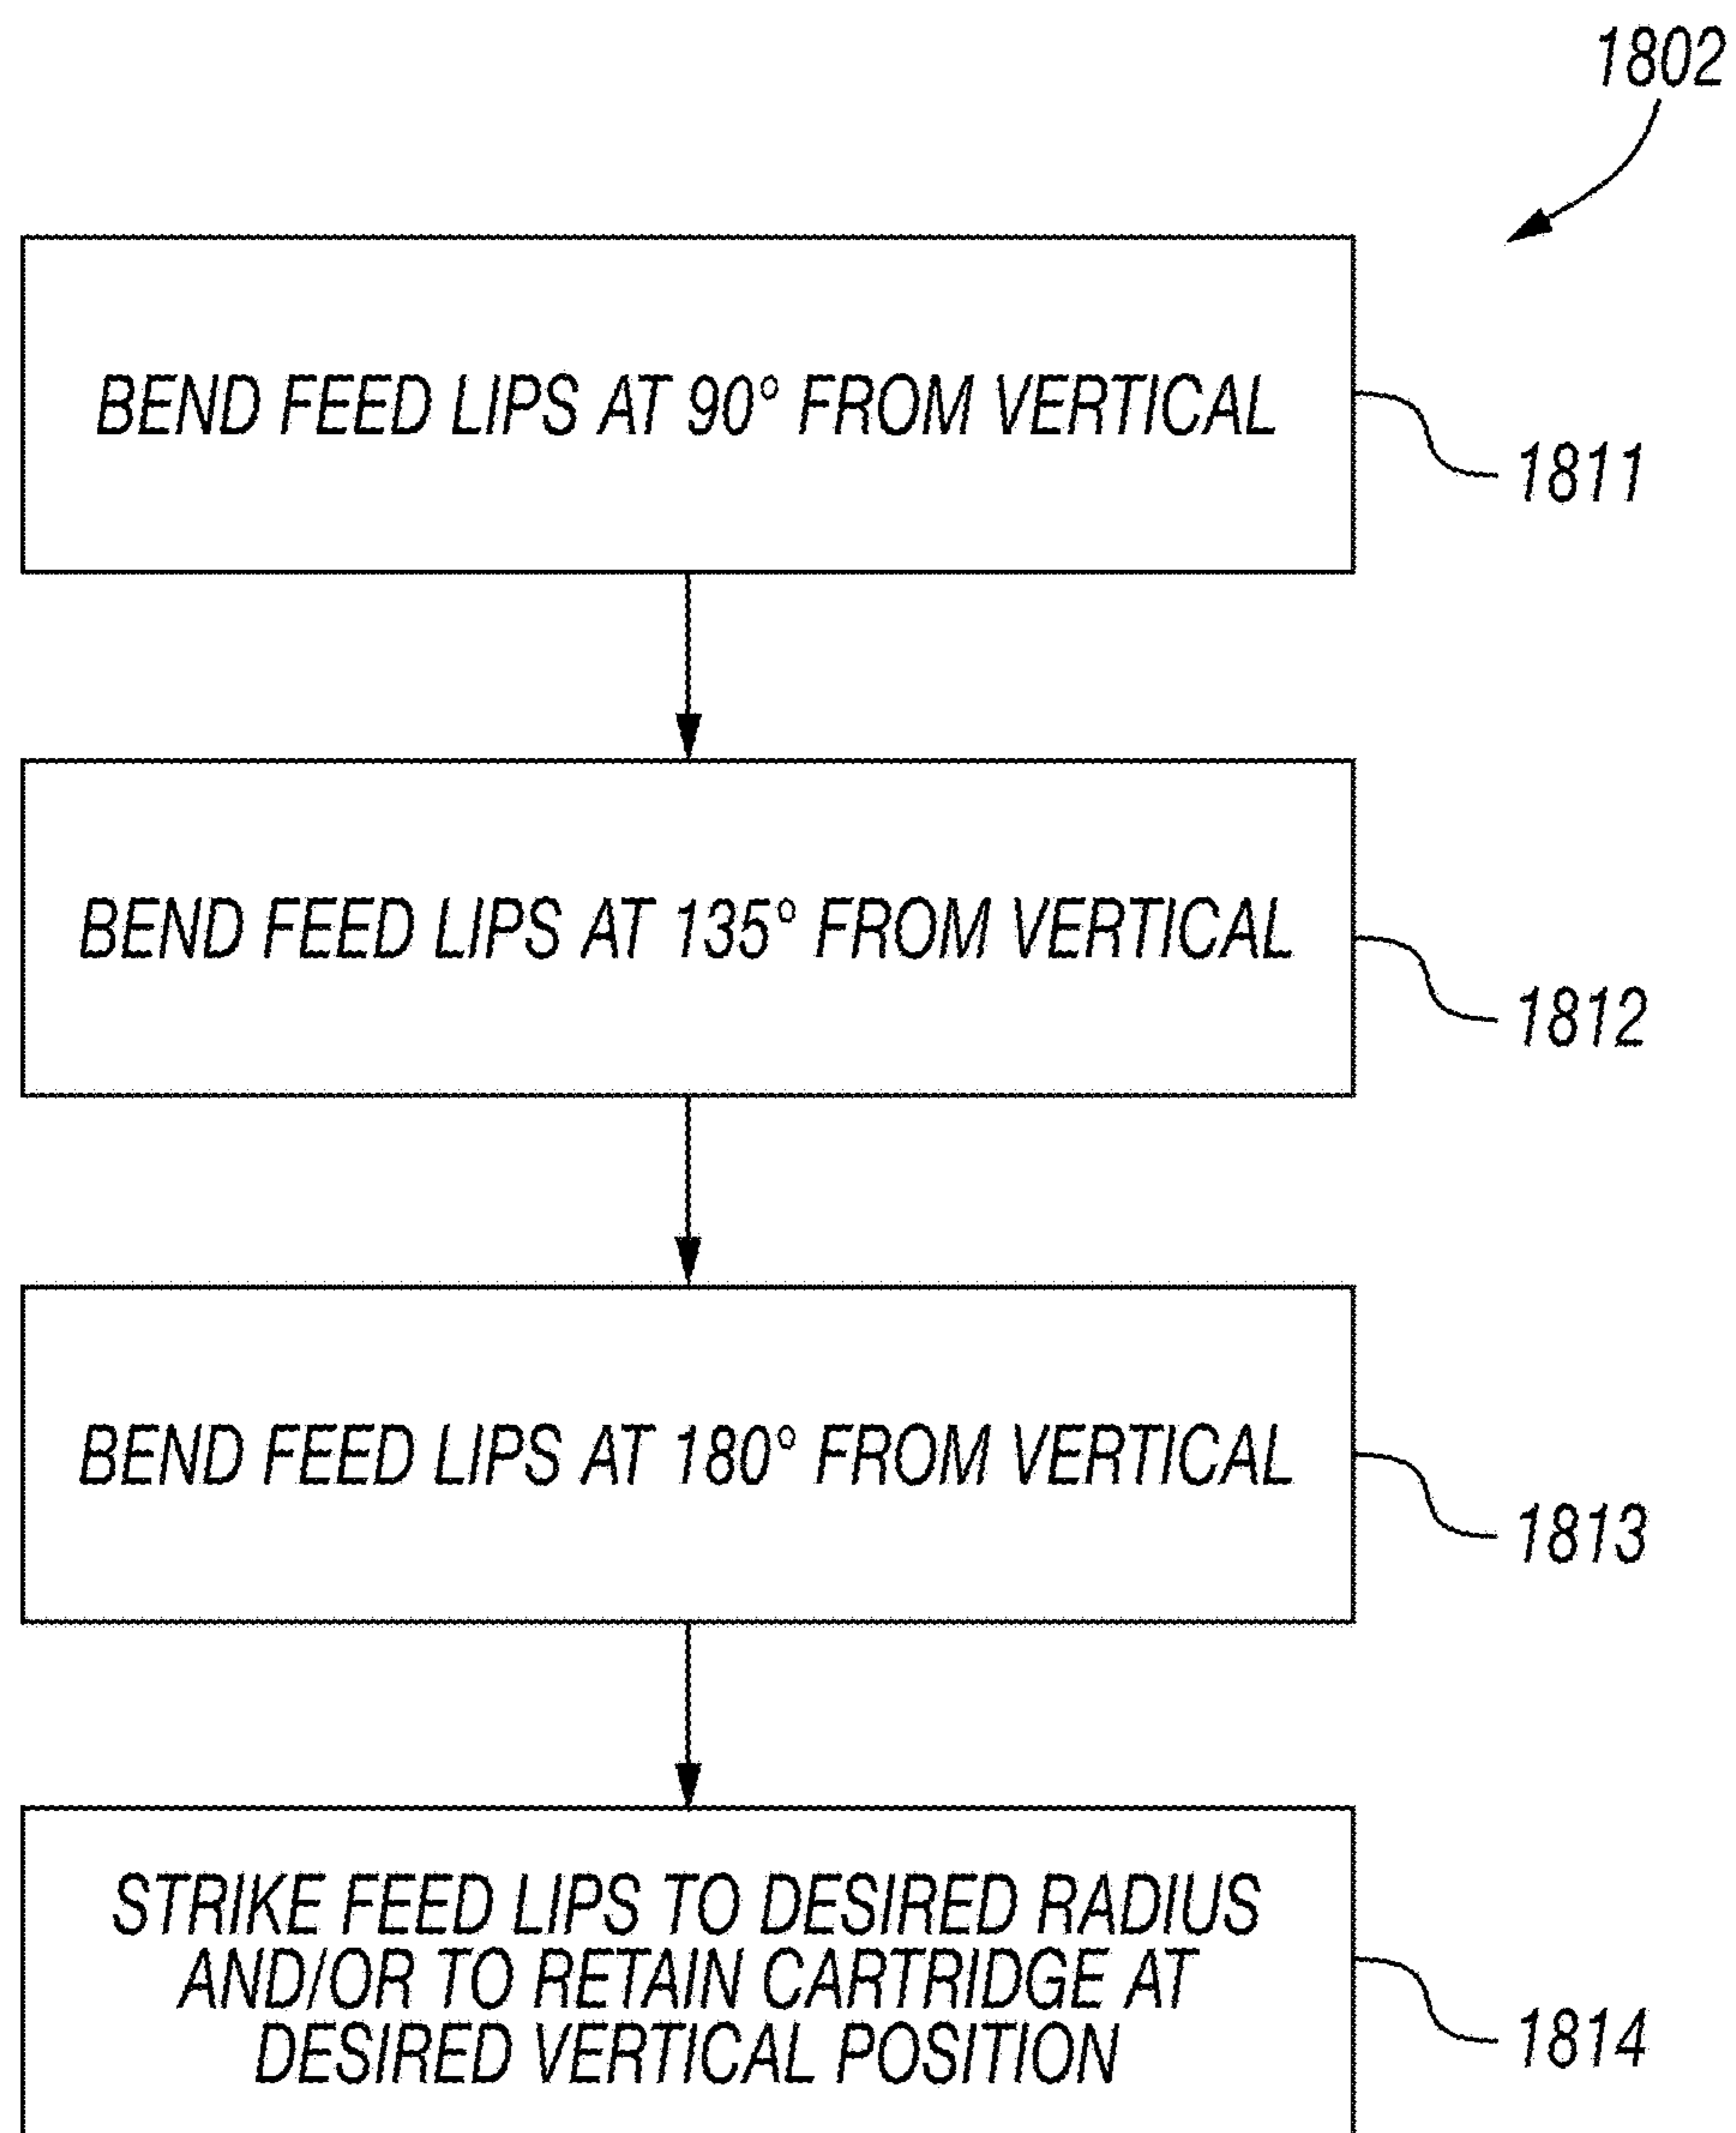 1802
BEND FEED LIPS AT 90° FROM VERTICAL
1811
BEND FEED LIPS AT 135° FROM VERTICAL
1812
BEND FEED LIPS AT 180° FROM VERTICAL
1813
STRIKE FEED LIPS TO DESIRED RADIUS
AND/OR TO RETAIN CARTRIDGE AT
DESIRED VERTICAL POSITION
1814